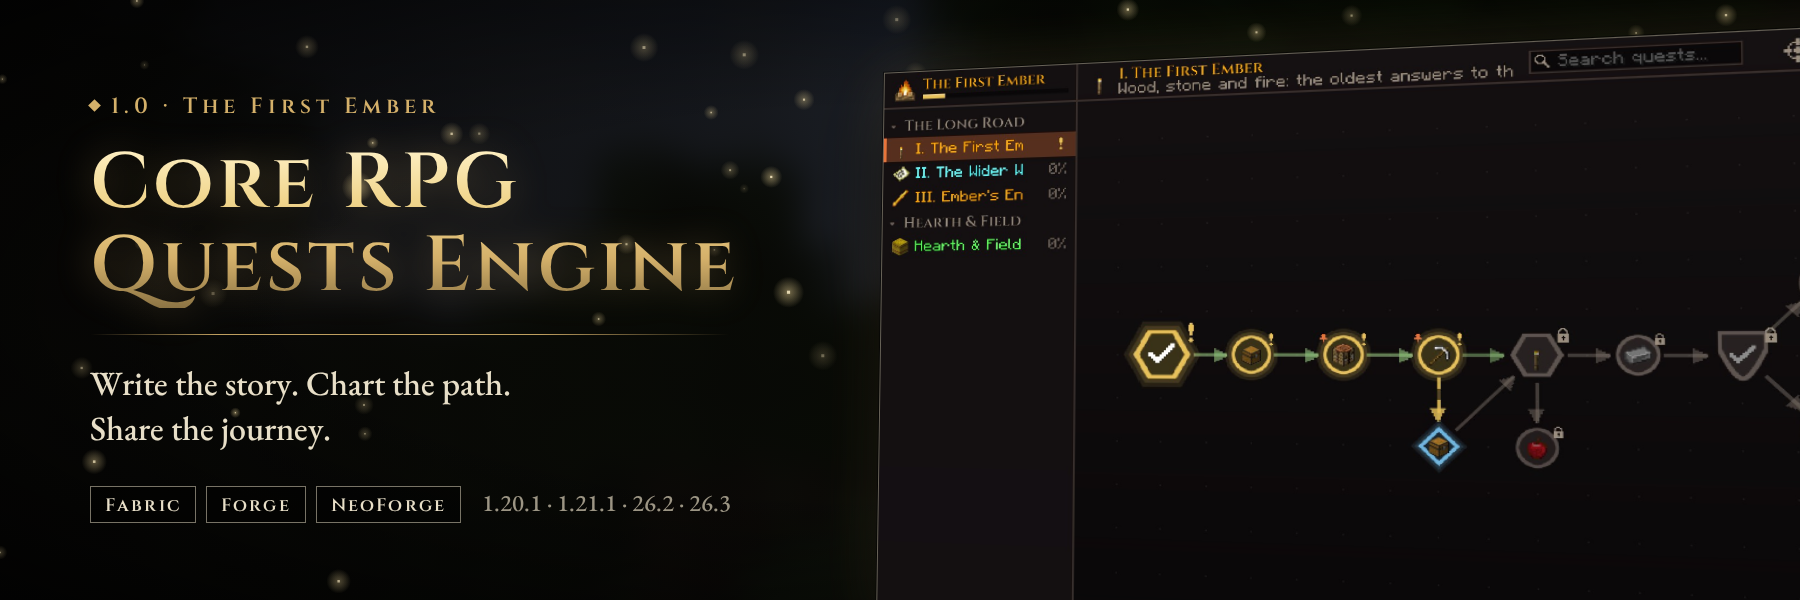 ◆ 1.0 · The First Ember
Core RPG
Quests Engine
Write the story. Chart the path.
Share the journey.
Fabric Forge NeoForge 1.20.1 · 1.21.1 · 26.2 · 26.3
The First Ember
The Long Road
I. The First Em !
II. The Wider W 0%
III. Ember's En 0%
Hearth & Field
Hearth & Field 0%
I. The First Ember
Wood, stone and fire: the oldest answers to th
Search quests...